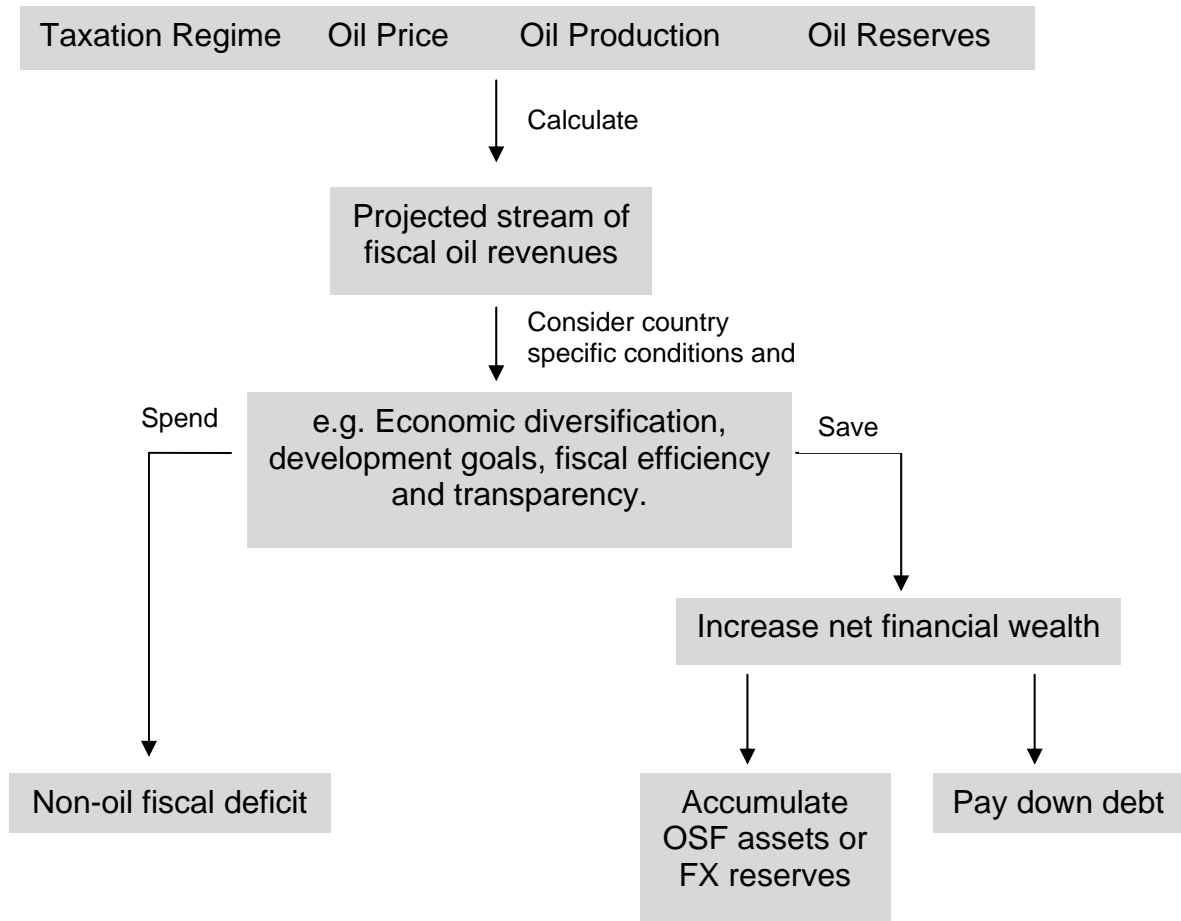 Taxation Regime Oil Price Oil Production Oil Reserves
Calculate
Projected stream of
fiscal oil revenues
Consider country
specific conditions and
Spend
e.g. Economic diversification,
development goals, fiscal efficiency
and transparency.
Save
Increase net financial wealth
Non-oil fiscal deficit
Accumulate
OSF assets or
FX reserves
Pay down debt